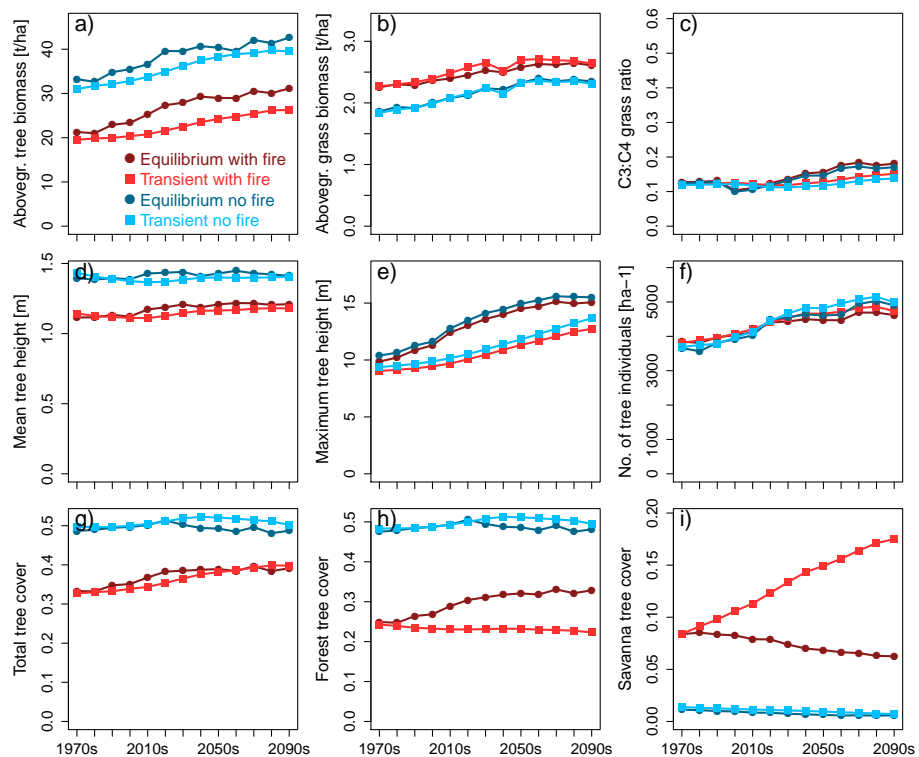 a)
b)
c)
Abovegr. tree biomass [t/ha]
0
10
20
30
40
Equilibrium with fire
Transient with fire
Equilibrium no fire
Transient no fire
Abovegr. grass biomass [t/ha]
0.0
1.0
2.0
3.0
C3:C4 grass ratio
0.0
0.1
0.2
0.3
0.4
0.5
0.6
d)
e)
f)
Mean tree height [m]
0.0
0.5
1.0
1.5
Maximum tree height [m]
0
5
10
15
No. of tree individuals [ha−1]
0
1000
3000
5000
g)
h)
i)
Total tree cover
0.0
0.1
0.2
0.3
0.4
0.5
Forest tree cover
0.0
0.1
0.2
0.3
0.4
0.5
Savanna tree cover
0.00
0.05
0.10
0.15
0.20
1970s 2010s 2050s 2090s
1970s 2010s 2050s 2090s
1970s 2010s 2050s 2090s